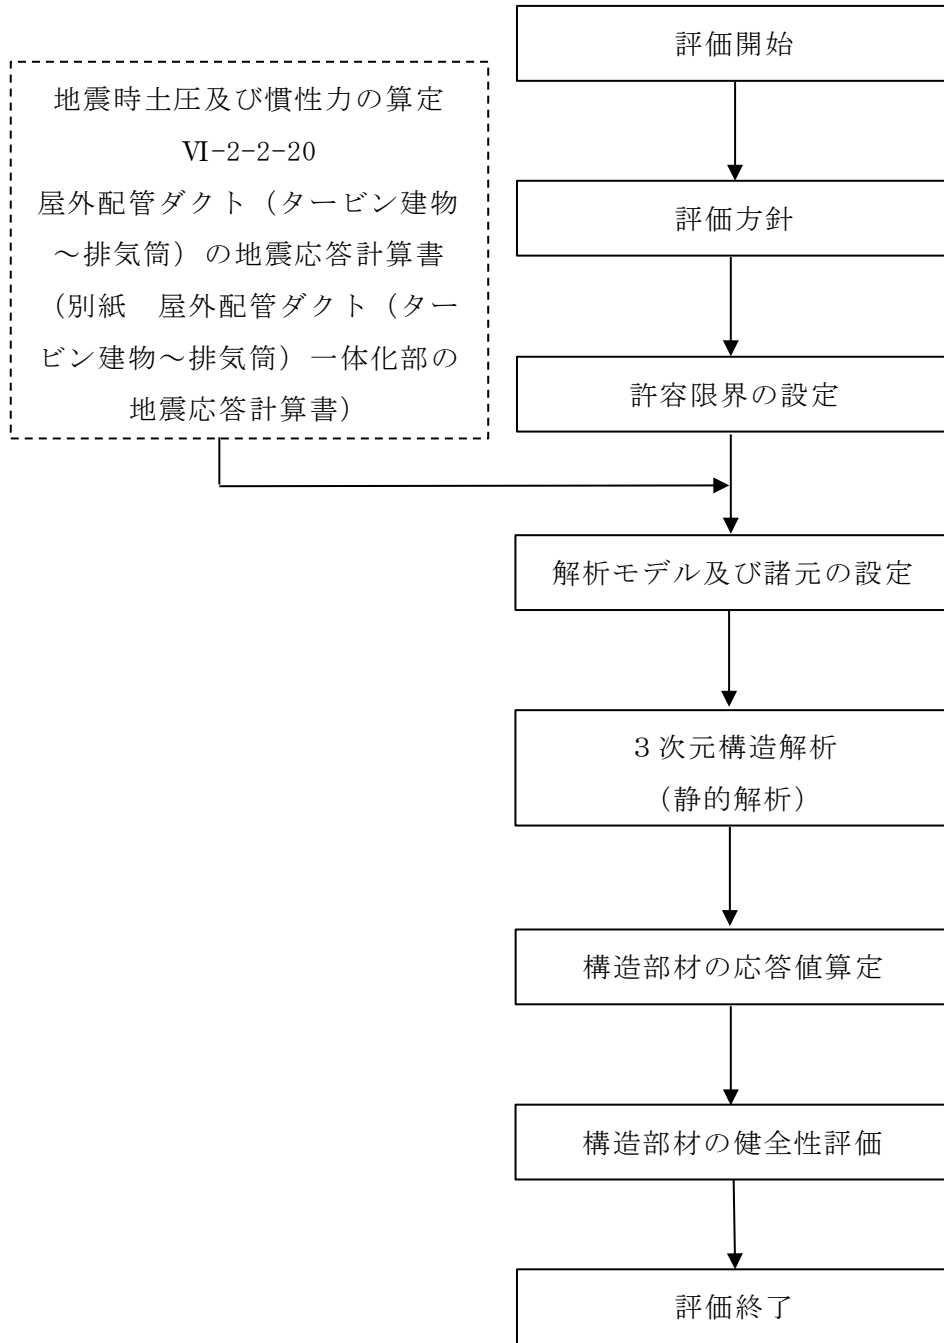 評価開始
地震時土圧及び慣性力の算定
Ⅵ-2-2-20
屋外配管ダクト（タービン建物
～排気筒）の地震応答計算書
（別紙　屋外配管ダクト（ター
ビン建物～排気筒）一体化部の
地震応答計算書）
評価方針
許容限界の設定
解析モデル及び諸元の設定
３次元構造解析
（静的解析）
構造部材の応答値算定
構造部材の健全性評価
評価終了